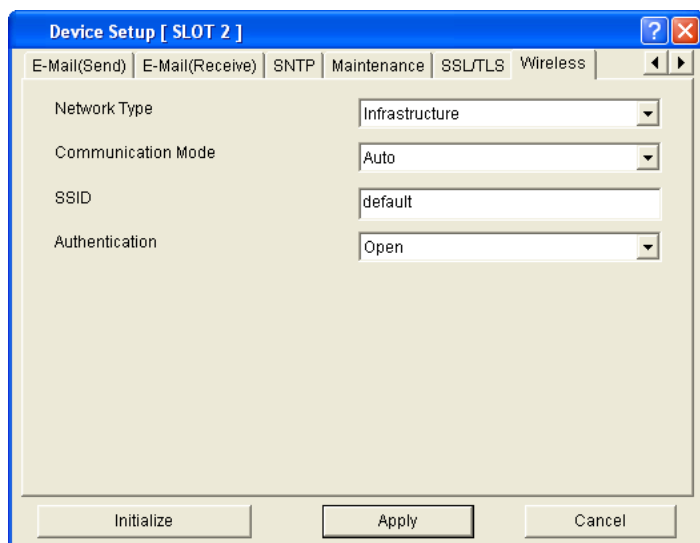 Device Setup [ SLOT 2 ]
E-Mail(Send) E-Mail(Receive) SNTP Maintenance SSL/TLS Wireless
Network Type Infrastructure
Communication Mode Auto
SSID default
Authentication Open
Initialize Apply Cancel